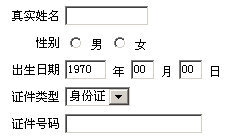 真实姓名
性别 男 女
出生日期 1970 年 00 月 00 日
证件类型 身份证
证件号码